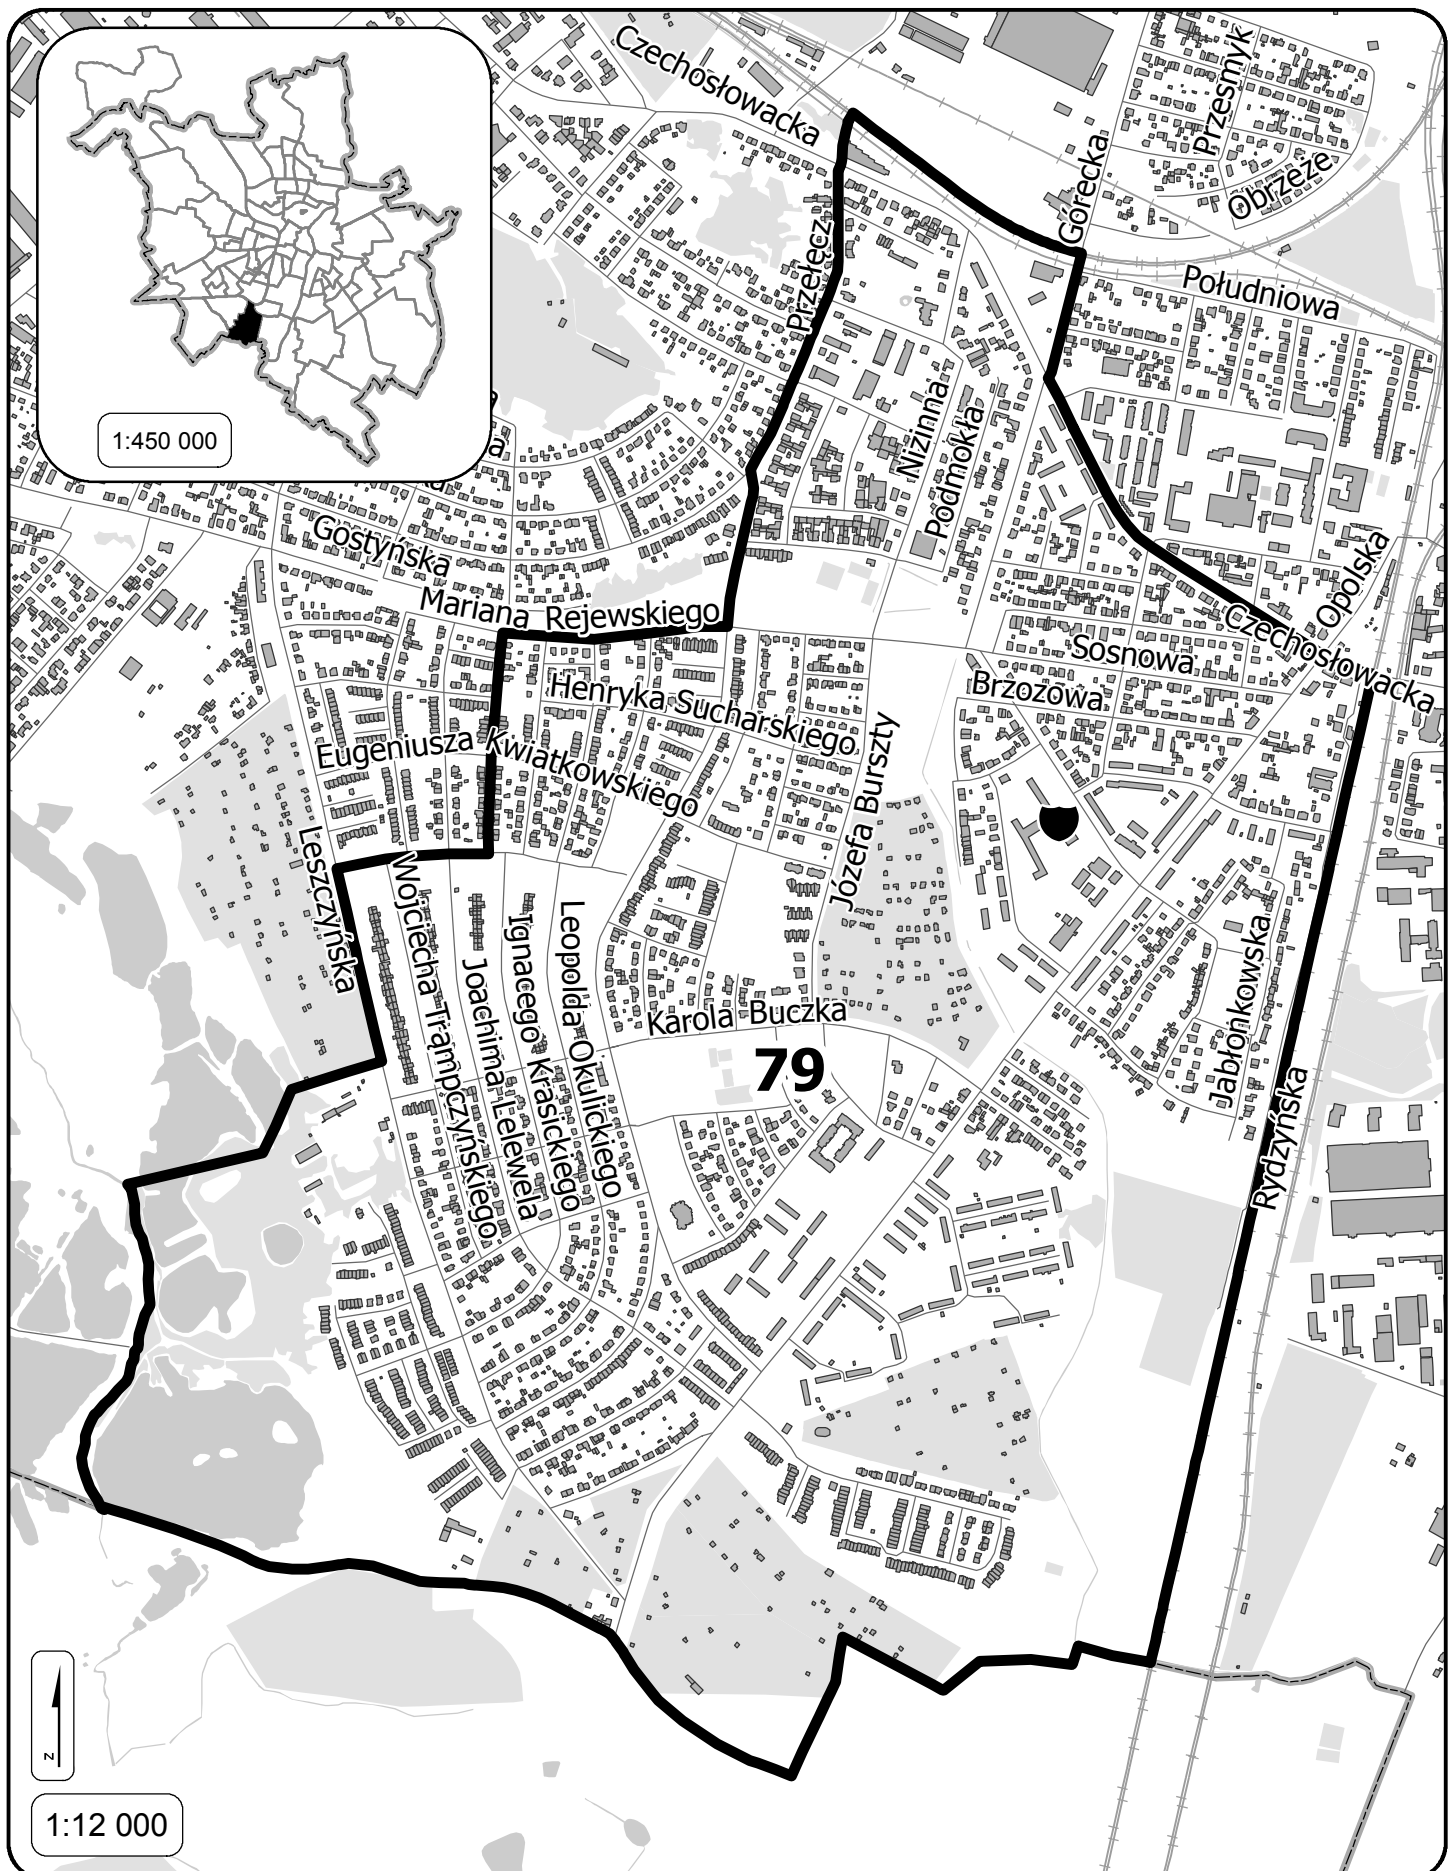 Czechosłowacka
Przesmyk
Górecka
Obrzeże
Przełęcz
Południowa
1:450 000
Nizinna
Podmokła
Gostyńska
Opolska
Mariana Rejewskiego
Czechosłowacka
Sosnowa
Brzozowa
Henryka Sucharskiego
Eugeniusza Kwiatkowskiego
Józefa Burszty
Leszczyńska
Wojciecha Trąmpczyńskiego
Joachima Lelewela
Ignacego Krasickiego
Leopolda Okulickiego
Karola Buczka
Jabłonkowska
79
Rydzyńska
N
1:12 000